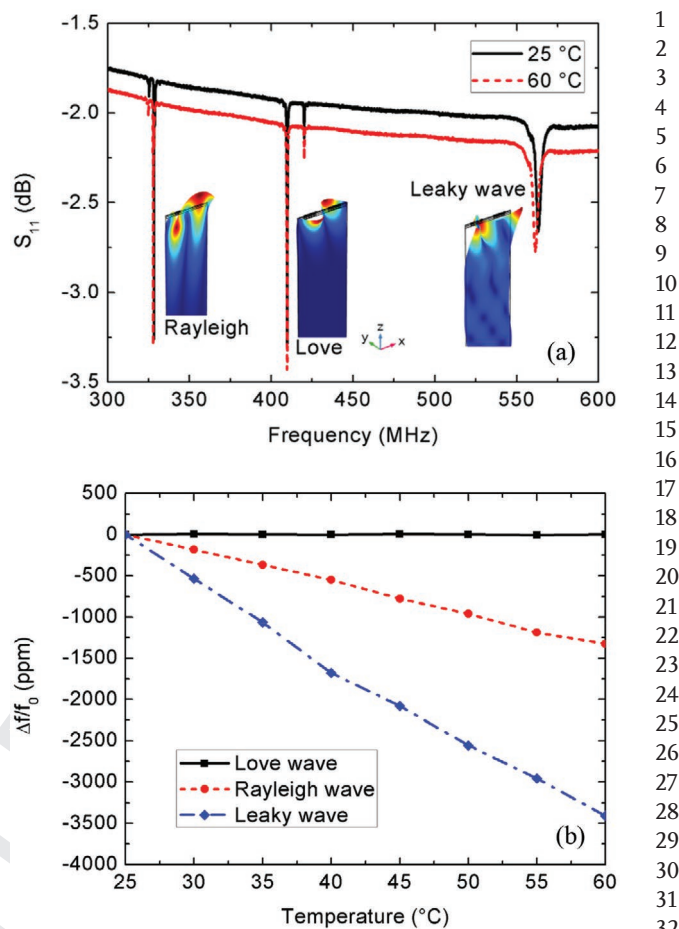 -1.5
-2.0
-2.5
-3.0
-3.5
S₁₁ (dB)
25 °C
60 °C
Rayleigh
Love
Leaky wave
z
y
x
(a)
300 350 400 450 500 550 600
Frequency (MHz)
500
0
-500
-1000
-1500
-2000
-2500
-3000
-3500
-4000
Δf/f₀ (ppm)
Love wave
Rayleigh wave
Leaky wave
(b)
25 30 35 40 45 50 55 60
Temperature (°C)
1
2
3
4
5
6
7
8
9
10
11
12
13
14
15
16
17
18
19
20
21
22
23
24
25
26
27
28
29
30
31
32